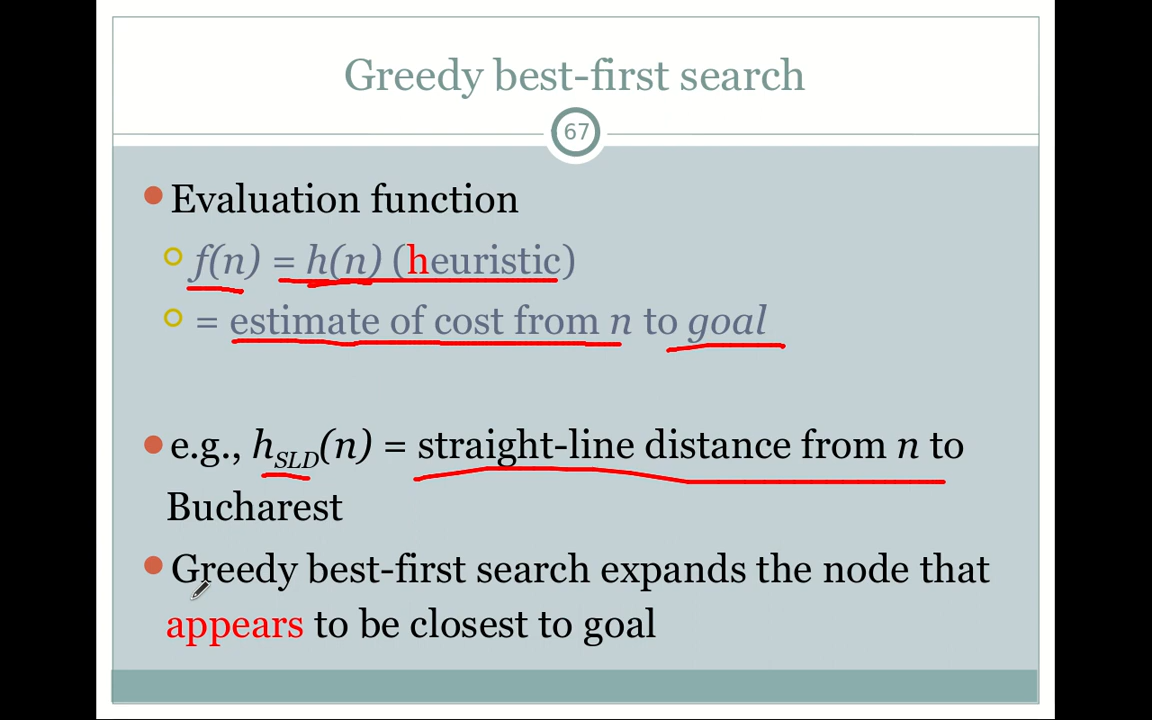 Greedy best-first search
67
Evaluation function
f(n) = h(n) (heuristic)
= estimate of cost from n to goal
e.g., hSLD(n) = straight-line distance from n to
Bucharest
Greedy best-first search expands the node that
appears to be closest to goal